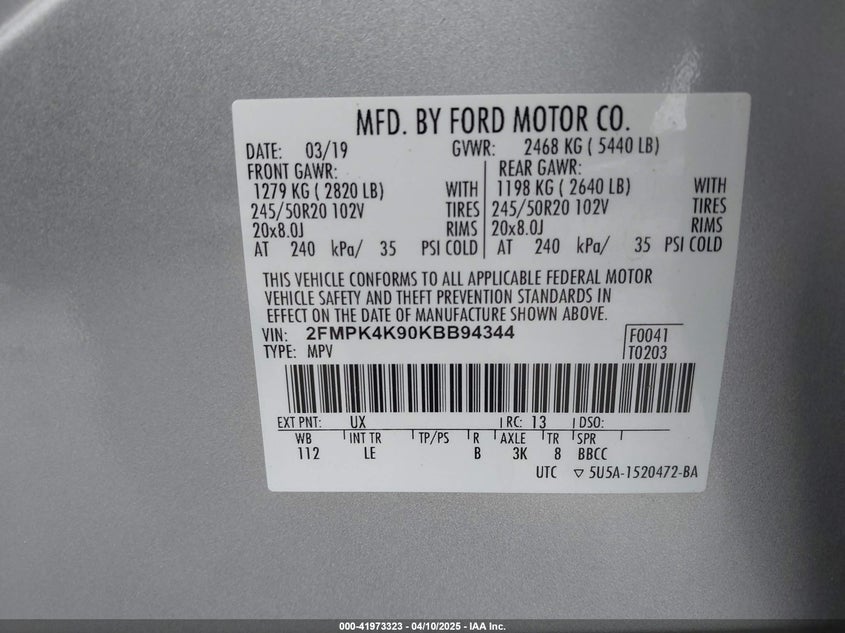 MFD. BY FORD MOTOR CO.
DATE: 03/19 GVWR: 2468 KG ( 5440 LB)
FRONT GAWR: REAR GAWR:
1279 KG ( 2820 LB) WITH 1198 KG ( 2640 LB) WITH
245/50R20 102V TIRES 245/50R20 102V TIRES
20x8.0J RIMS 20x8.0J RIMS
AT 240 kPa/ 35 PSI COLD AT 240 kPa/ 35 PSI COLD
THIS VEHICLE CONFORMS TO ALL APPLICABLE FEDERAL MOTOR
VEHICLE SAFETY AND THEFT PREVENTION STANDARDS IN
EFFECT ON THE DATE OF MANUFACTURE SHOWN ABOVE.
VIN: 2FMPK4K90KBB94344 F0041
TYPE: MPV T0203
EXT PNT: UX RC: 13 DSO:
WB INT TR TP/PS R AXLE TR SPR
112 LE B 3K 8 BBCC
UTC ▽ 5U5A-1520472-BA
000-41973323 - 04/10/2025 - IAA Inc.